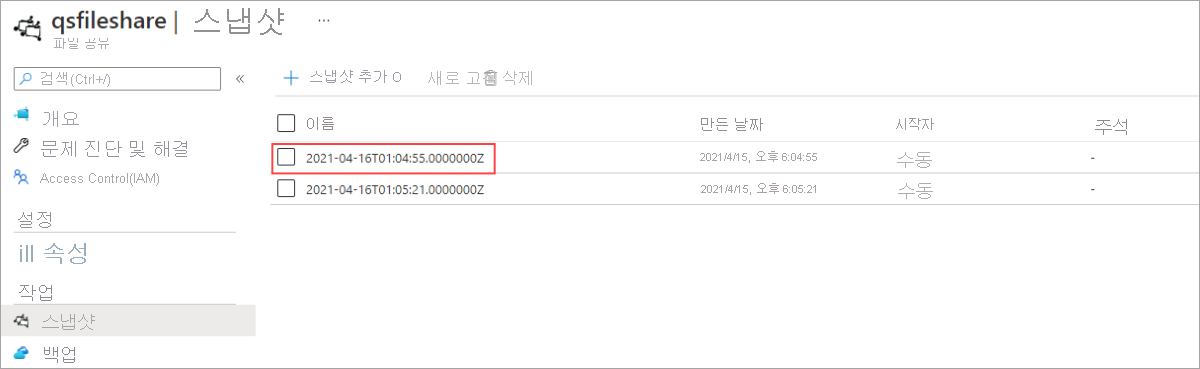 qsfileshare | 스냅샷 ...
파일 공유
검색(Ctrl+/) «
스냅샷 추가 O 새로 고침 삭제
개요
문제 진단 및 해결
Access Control(IAM)
설정
ill 속성
작업
스냅샷
백업
이름 만든 날짜 시작자 주석
2021-04-16T01:04:55.0000000Z 2021/4/15, 오후 6:04:55 수동 -
2021-04-16T01:05:21.0000000Z 2021/4/15, 오후 6:05:21 수동 -